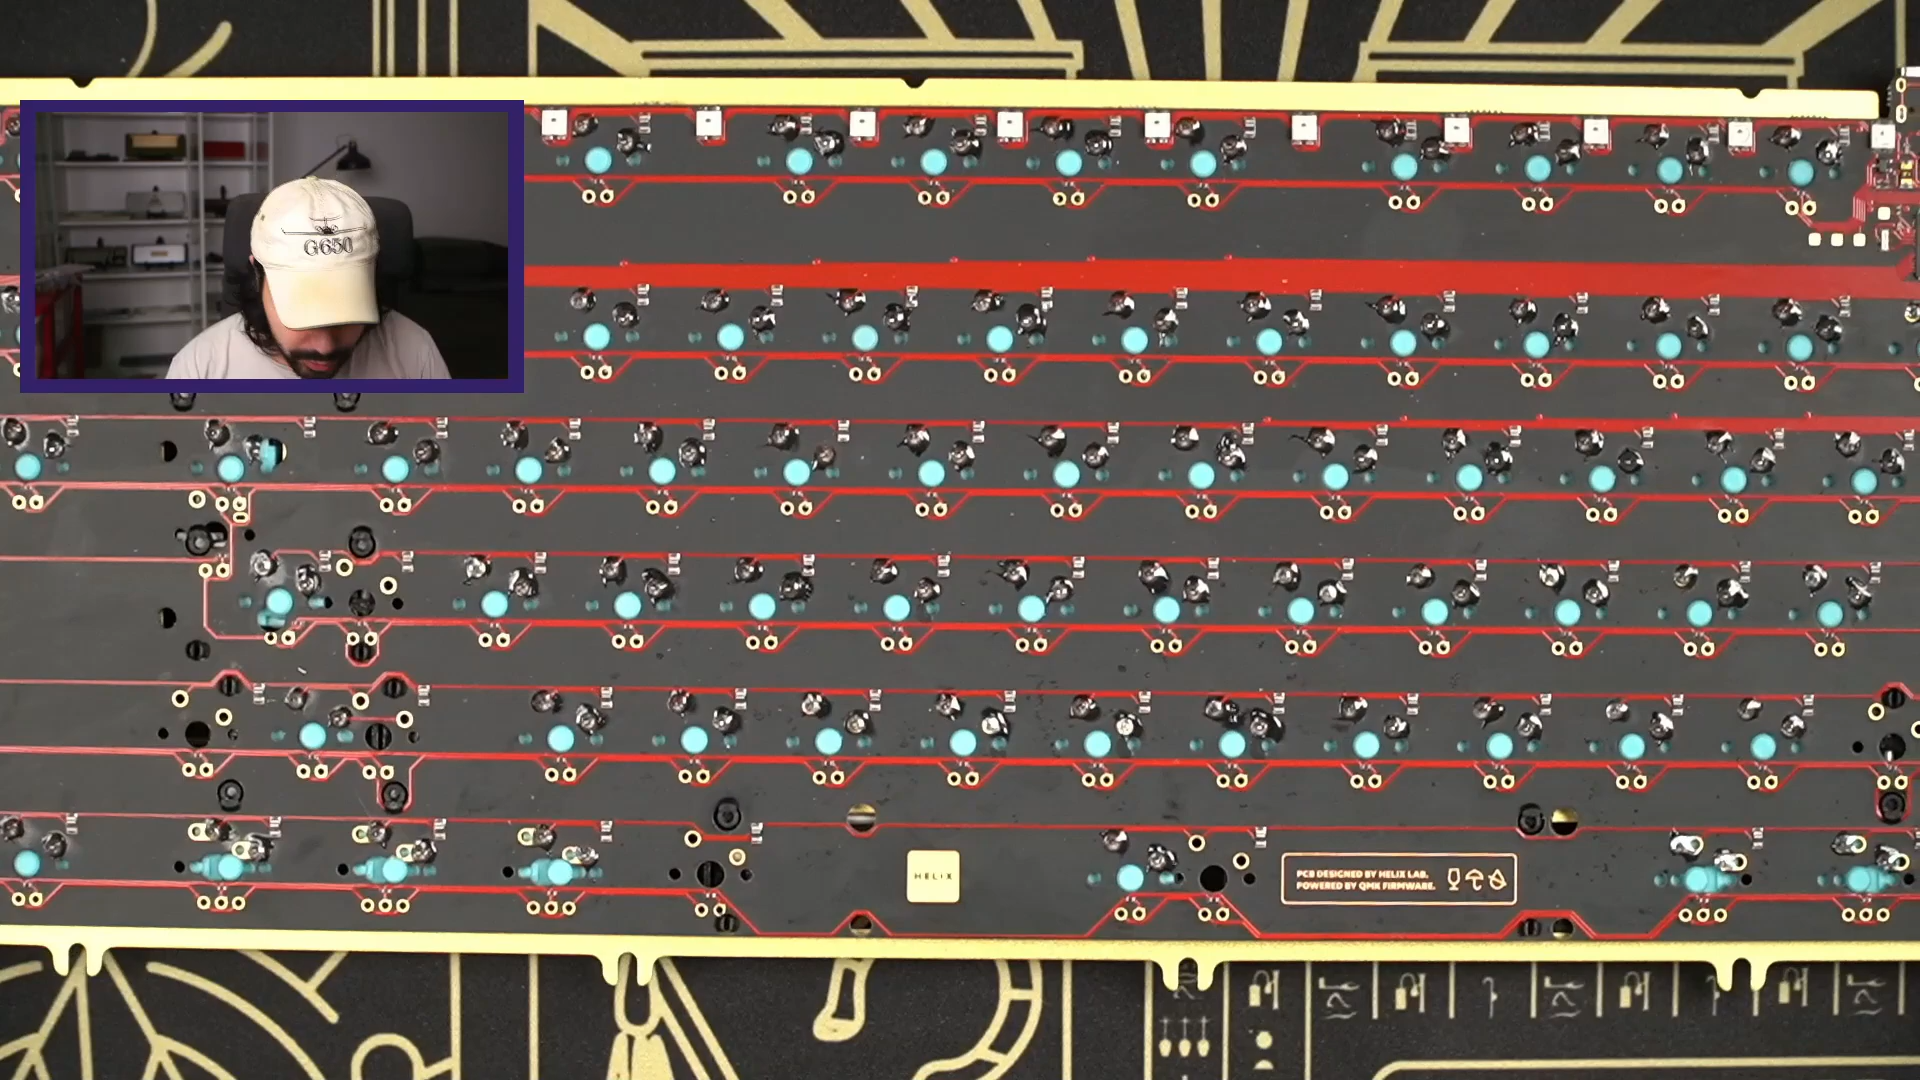 G650
HELIX
PCB DESIGNED BY HELIX LAB.
POWERED BY QMK FIRMWARE.